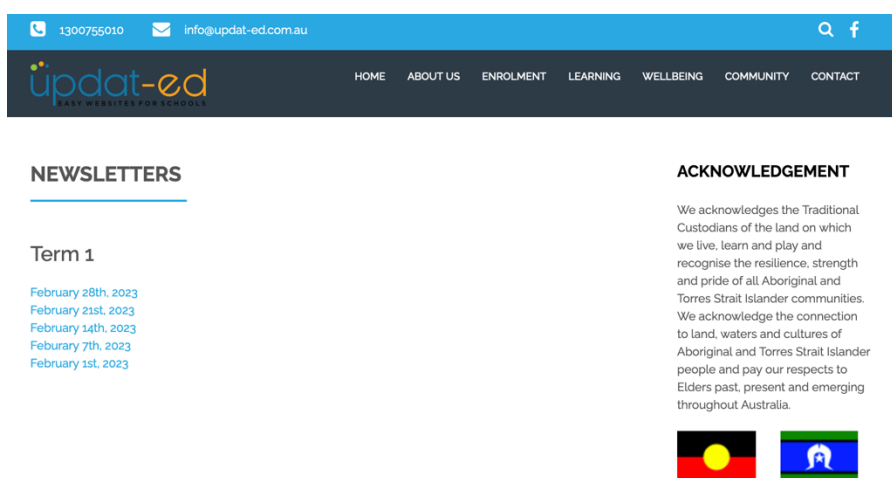 1300755010 info@updat-ed.com.au
updat-ed
EASY WEBSITES FOR SCHOOLS
HOME ABOUT US ENROLMENT LEARNING WELLBEING COMMUNITY CONTACT
NEWSLETTERS
Term 1
February 28th, 2023
February 21st, 2023
February 14th, 2023
Feburary 7th, 2023
February 1st, 2023
ACKNOWLEDGEMENT
We acknowledges the Traditional
Custodians of the land on which
we live, learn and play and
recognise the resilience, strength
and pride of all Aboriginal and
Torres Strait Islander communities.
We acknowledge the connection
to land, waters and cultures of
Aboriginal and Torres Strait Islander
people and pay our respects to
Elders past, present and emerging
throughout Australia.